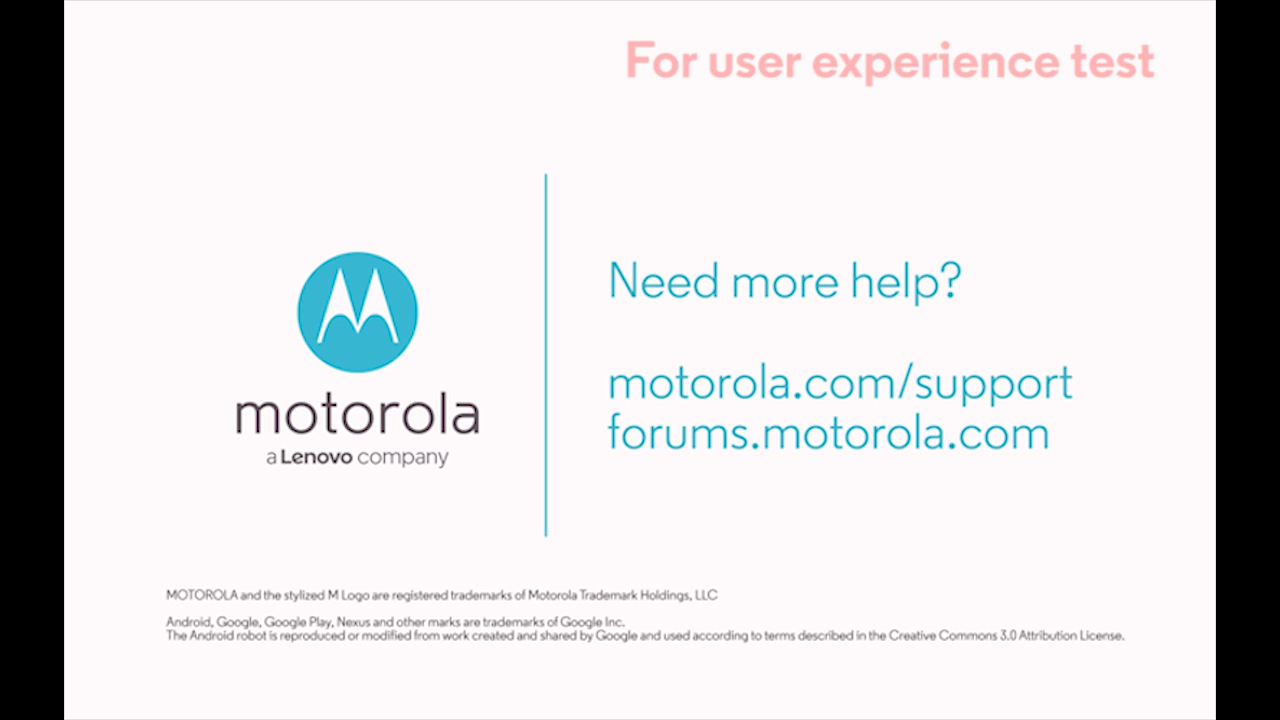 For user experience test
Need more help?
motorola.com/support
forums.motorola.com
motorola
a Lenovo company
MOTOROLA and the stylized M Logo are registered trademarks of Motorola Trademark Holdings, LLC
Android, Google, Google Play, Nexus and other marks are trademarks of Google Inc.
The Android robot is reproduced or modified from work created and shared by Google and used according to terms described in the Creative Commons 3.0 Attribution License.